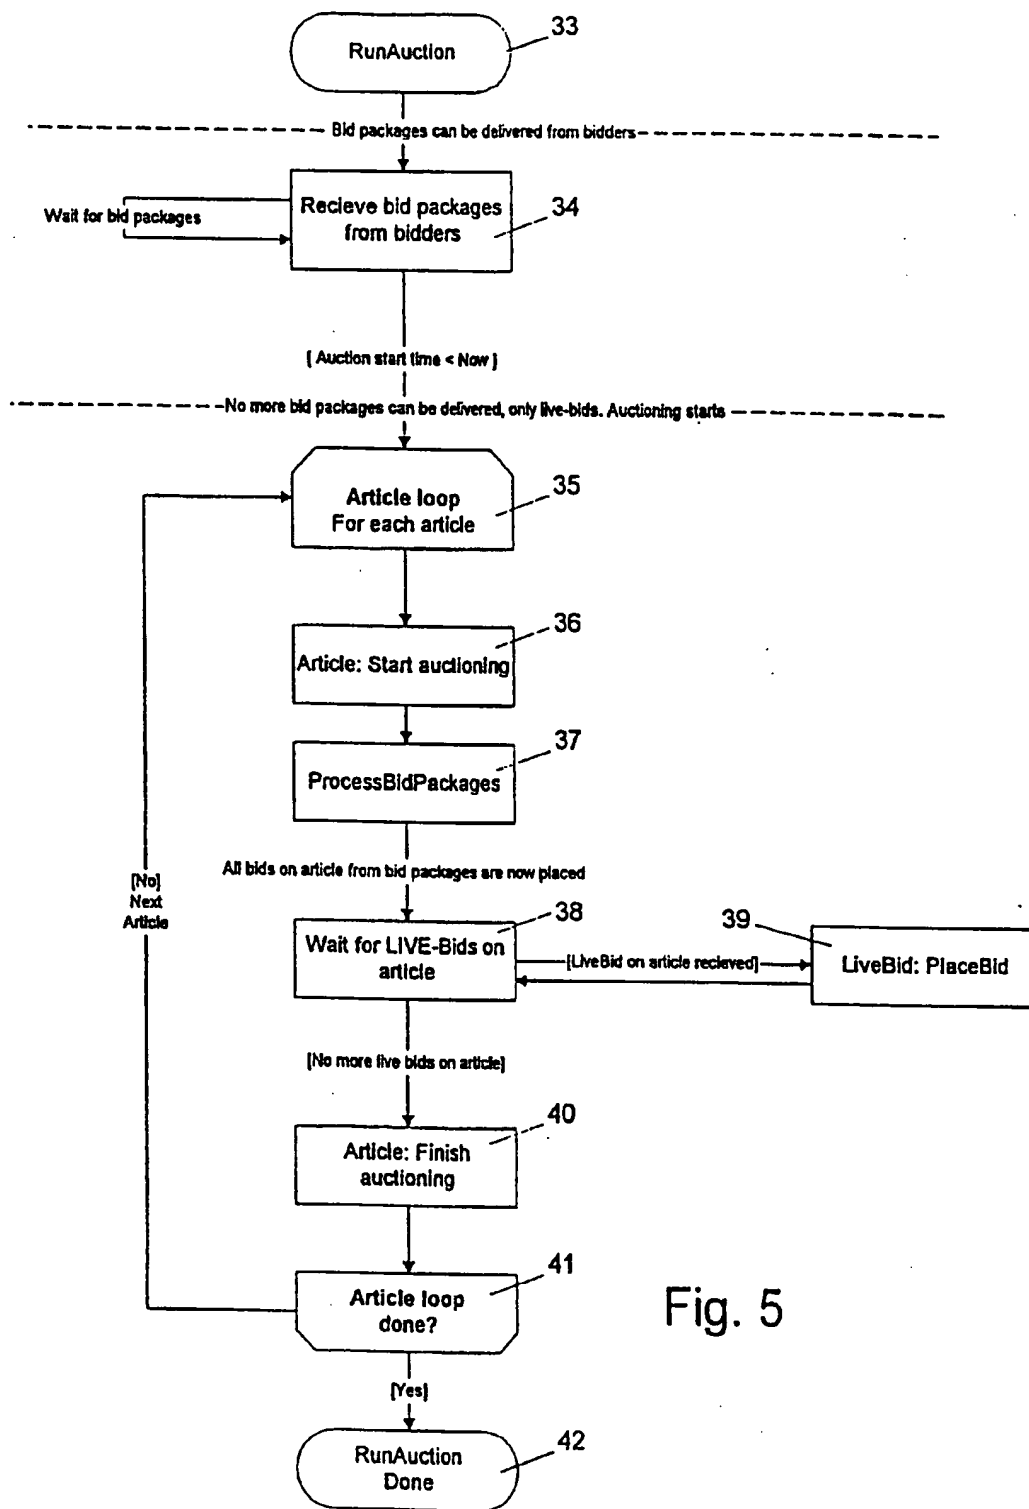 33
RunAuction
Bid packages can be delivered from bidders
Recieve bid packages
from bidders
34
Wait for bid packages
[ Auction start time < Now ]
No more bid packages can be delivered, only live-bids. Auctioning starts
35
Article loop
For each article
36
Article: Start auctioning
37
ProcessBidPackages
All bids on article from bid packages are now placed
[No]
Next
Article
38
Wait for LIVE-Bids on
article
[LiveBid on article recieved]
39
LiveBid: PlaceBid
[No more live bids on article]
40
Article: Finish
auctioning
41
Article loop
done?
Fig. 5
[Yes]
42
RunAuction
Done